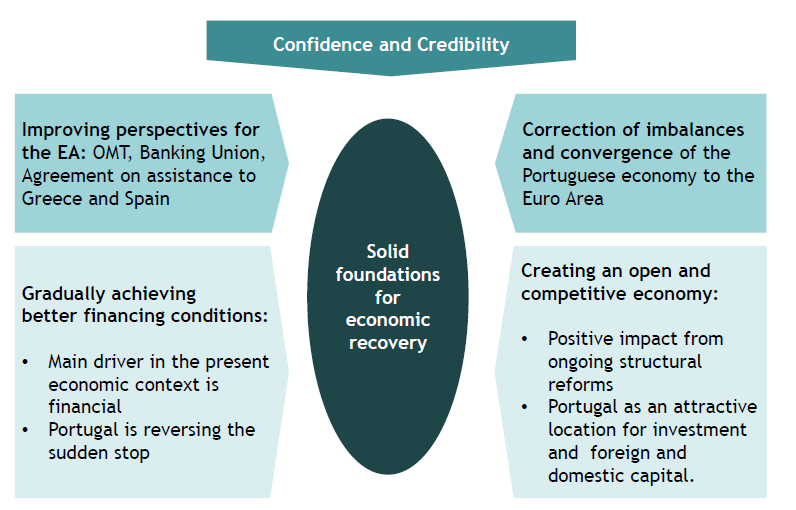 Confidence and Credibility
Improving perspectives for
the EA: OMT, Banking Union,
Agreement on assistance to
Greece and Spain
Correction of imbalances
and convergence of the
Portuguese economy to the
Euro Area
Solid
foundations
for
economic
recovery
Gradually achieving
better financing conditions:
• Main driver in the present
economic context is
financial
• Portugal is reversing the
sudden stop
Creating an open and
competitive economy:
• Positive impact from
ongoing structural
reforms
• Portugal as an attractive
location for investment
and foreign and
domestic capital.